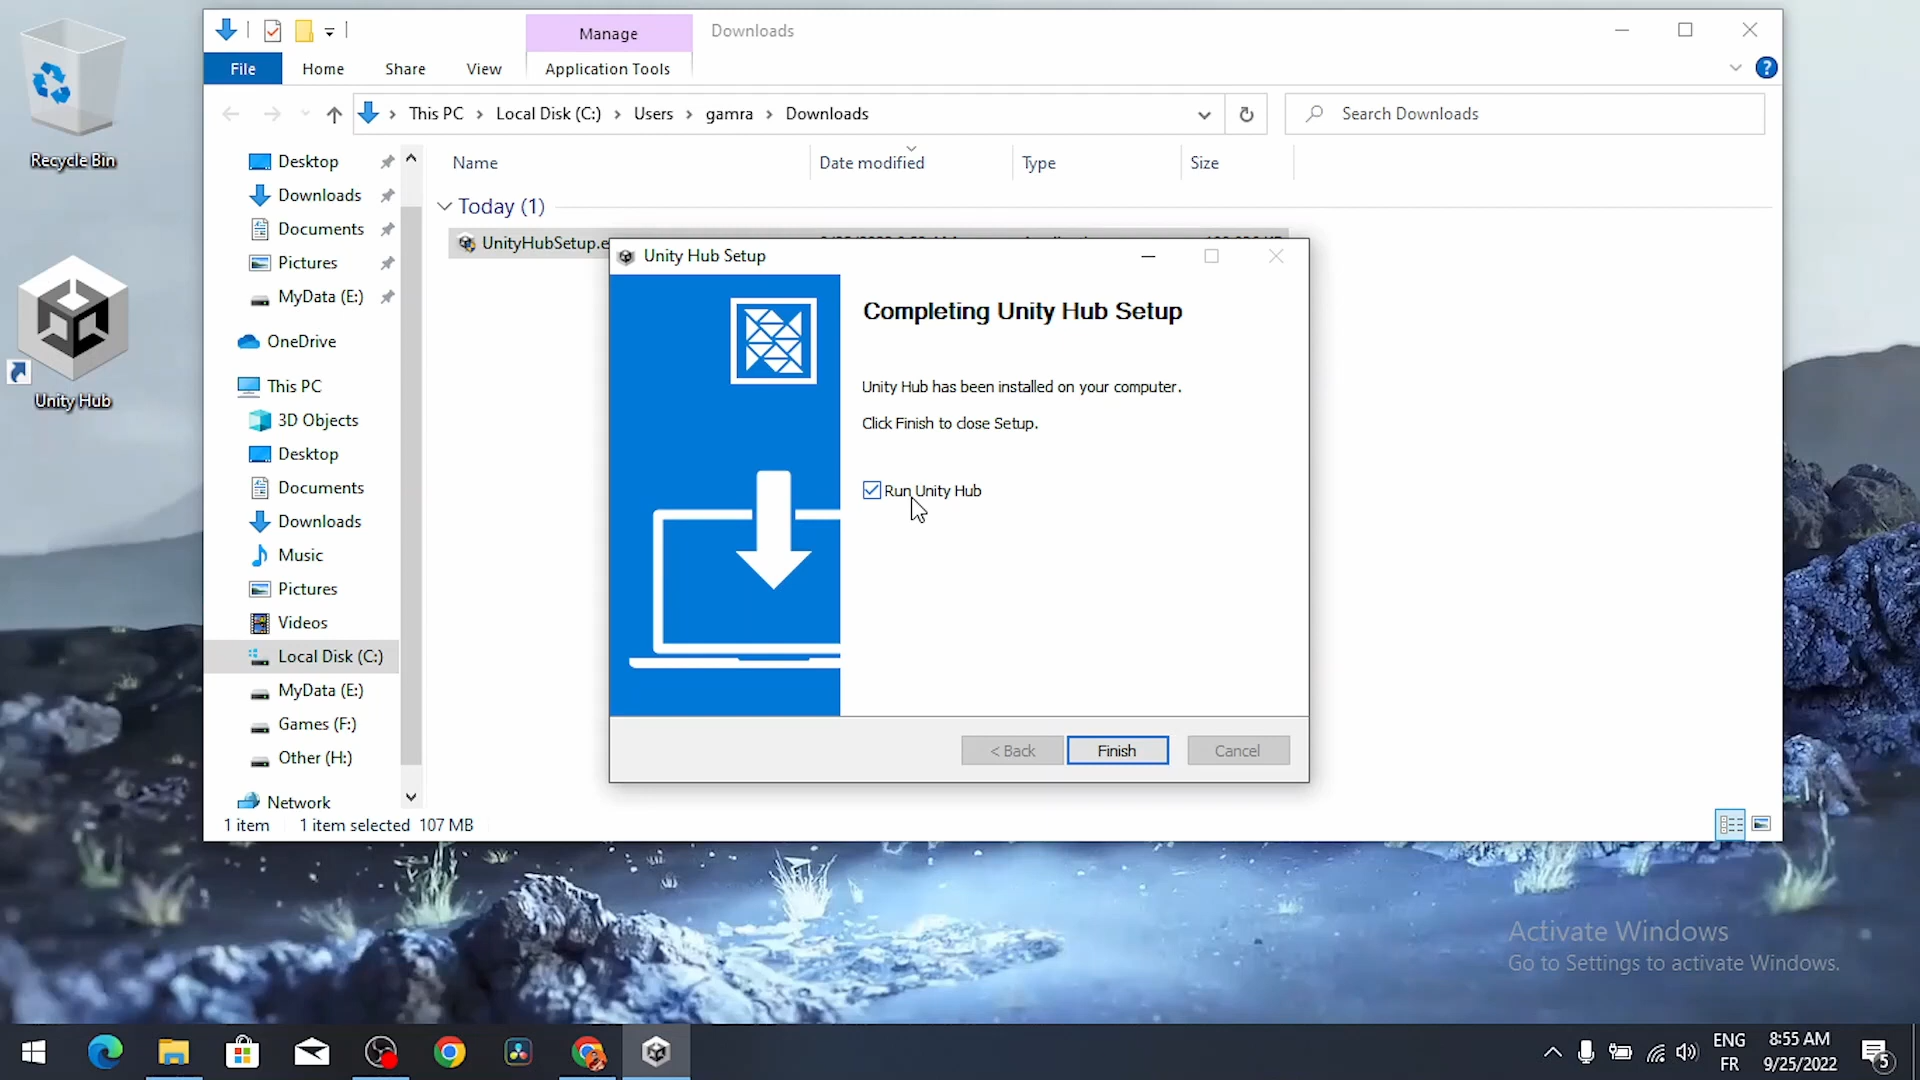 Recycle Bin
Unity Hub
Manage
Downloads
File
Home
Share
View
Application Tools
This PC
Local Disk (C:)
Users
gamra
Downloads
Search Downloads
Desktop
Downloads
Documents
Pictures
MyData (E:)
OneDrive
This PC
3D Objects
Desktop
Documents
Downloads
Music
Pictures
Videos
Local Disk (C:)
MyData (E:)
Games (F:)
Other (H:)
Network
Name
Date modified
Type
Size
Today (1)
UnityHubSetup.e
Unity Hub Setup
Completing Unity Hub Setup
Unity Hub has been installed on your computer.
Click Finish to close Setup.
Run Unity Hub
< Back
Finish
Cancel
1 item
1 item selected 107 MB
Activate Windows
Go to Settings to activate Windows.
ENG
FR
8:55 AM
9/25/2022
5